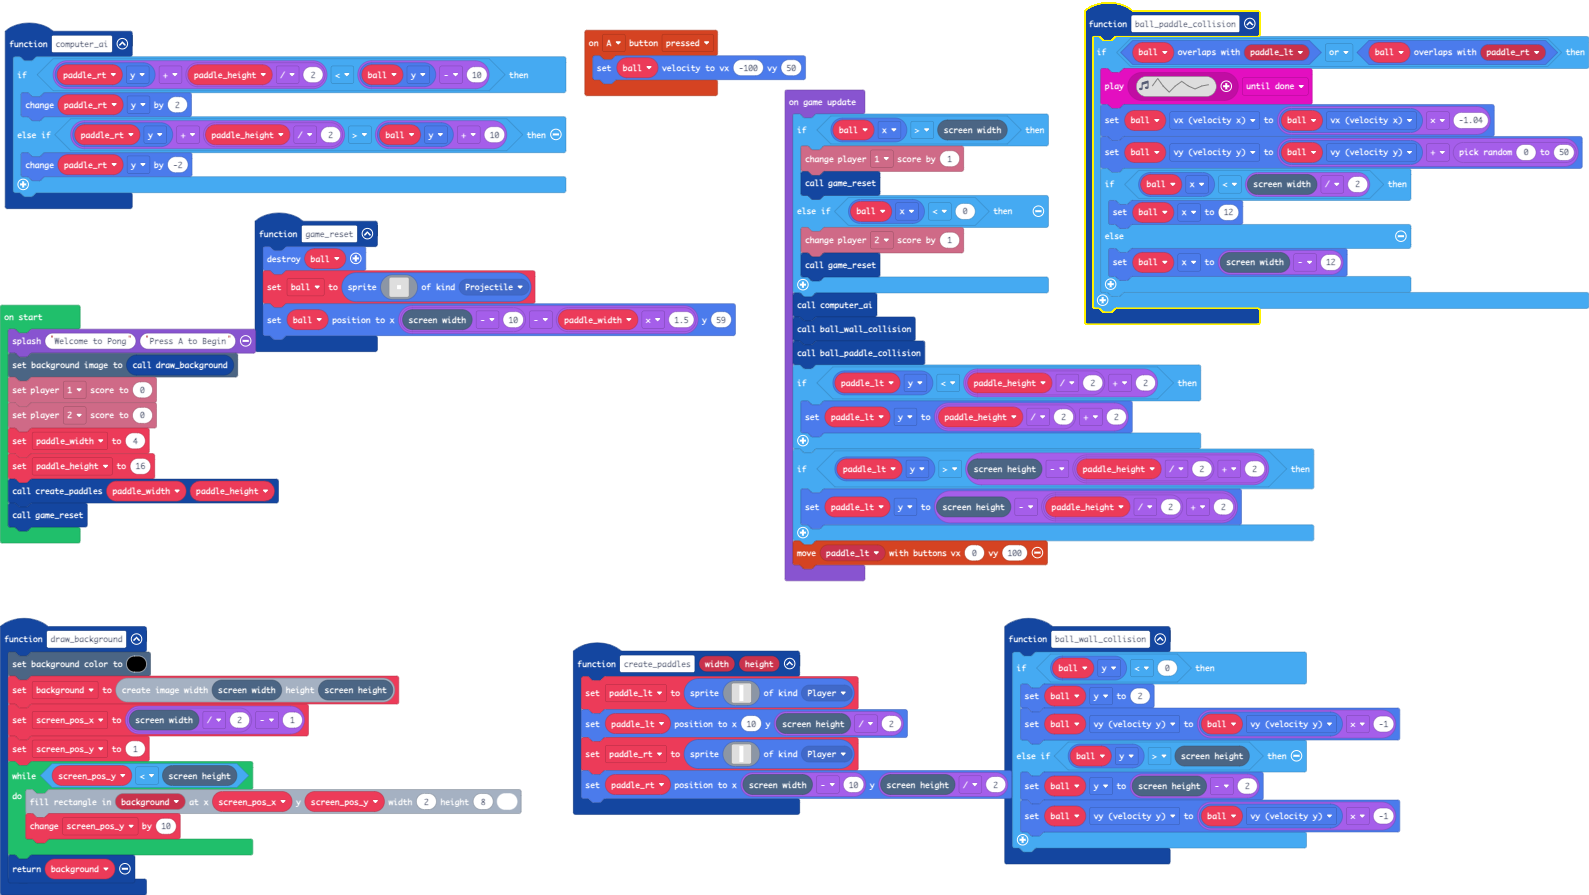 function computer_ai
if paddle_rt y + paddle_height / 2 < ball y - 10 then
change paddle_rt y by 2
else if paddle_rt y + paddle_height / 2 > ball y + 10 then
change paddle_rt y by -2
function game_reset
destroy ball
set ball to sprite of kind Projectile
set ball position to x screen width - 10 - paddle_width × 1.5 y 59
on start
splash "Welcome to Pong" "Press A to Begin"
set background image to call draw_background
set player 1 score to 0
set player 2 score to 0
set paddle_width to 4
set paddle_height to 16
call create_paddles paddle_width paddle_height
call game_reset
on A button pressed
set ball velocity to vx -100 vy 50
on game update
if ball x > screen width then
change player 1 score by 1
call game_reset
else if ball x < 0 then
change player 2 score by 1
call game_reset
call computer_ai
call ball_wall_collision
call ball_paddle_collision
if paddle_lt y < paddle_height / 2 + 2 then
set paddle_lt y to paddle_height / 2 + 2
if paddle_lt y > screen height - paddle_height / 2 + 2 then
set paddle_lt y to screen height - paddle_height / 2 + 2
move paddle_lt with buttons vx 0 vy 100
function ball_paddle_collision
if ball overlaps with paddle_lt or ball overlaps with paddle_rt then
play until done
set ball vx (velocity x) to ball vx (velocity x) × -1.04
set ball vy (velocity y) to ball vy (velocity y) + pick random 0 to 50
if ball x < screen width / 2 then
set ball x to 12
else
set ball x to screen width - 12
function draw_background
set background color to
set background to create image width screen width height screen height
set screen_pos_x to screen width / 2 - 1
set screen_pos_y to 1
while screen_pos_y < screen height
do fill rectangle in background at x screen_pos_x y screen_pos_y width 2 height 8
change screen_pos_y by 10
return background
function create_paddles width height
set paddle_lt to sprite of kind Player
set paddle_lt position to x 10 y screen height / 2
set paddle_rt to sprite of kind Player
set paddle_rt position to x screen width - 10 y screen height / 2
function ball_wall_collision
if ball y < 0 then
set ball y to 2
set ball vy (velocity y) to ball vy (velocity y) × -1
else if ball y > screen height then
set ball y to screen height - 2
set ball vy (velocity y) to ball vy (velocity y) × -1